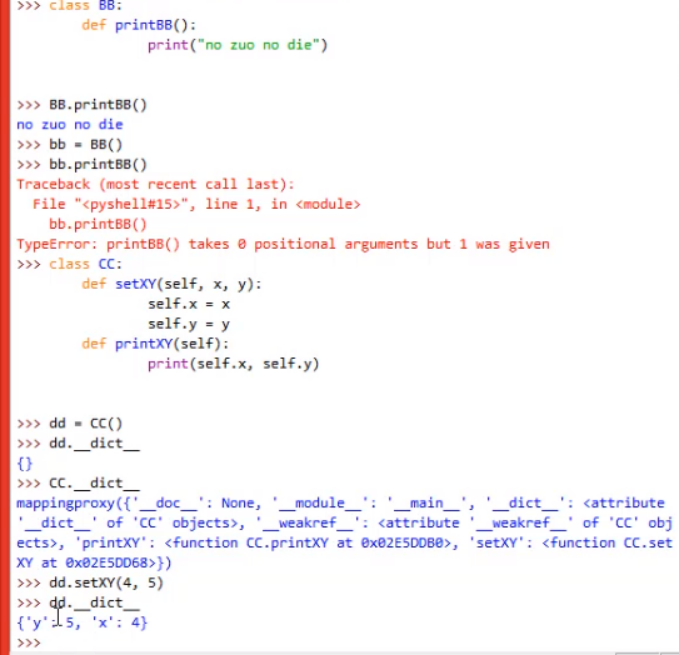 >>> class BB:
        def printBB():
                print("no zuo no die")
>>> BB.printBB()
no zuo no die
>>> bb = BB()
>>> bb.printBB()
Traceback (most recent call last):
  File "<pyshell#15>", line 1, in <module>
    bb.printBB()
TypeError: printBB() takes 0 positional arguments but 1 was given
>>> class CC:
        def setXY(self, x, y):
                self.x = x
                self.y = y
        def printXY(self):
                print(self.x, self.y)
>>> dd = CC()
>>> dd.__dict__
{}
>>> CC.__dict__
mappingproxy({'__doc__': None, '__module__': '__main__', '__dict__': <attribute
'__dict__' of 'CC' objects>, '__weakref__': <attribute '__weakref__' of 'CC' obj
ects>, 'printXY': <function CC.printXY at 0x02E5DDB0>, 'setXY': <function CC.set
XY at 0x02E5DD68>})
>>> dd.setXY(4, 5)
>>> dd.__dict__
{'y': 5, 'x': 4}
>>>